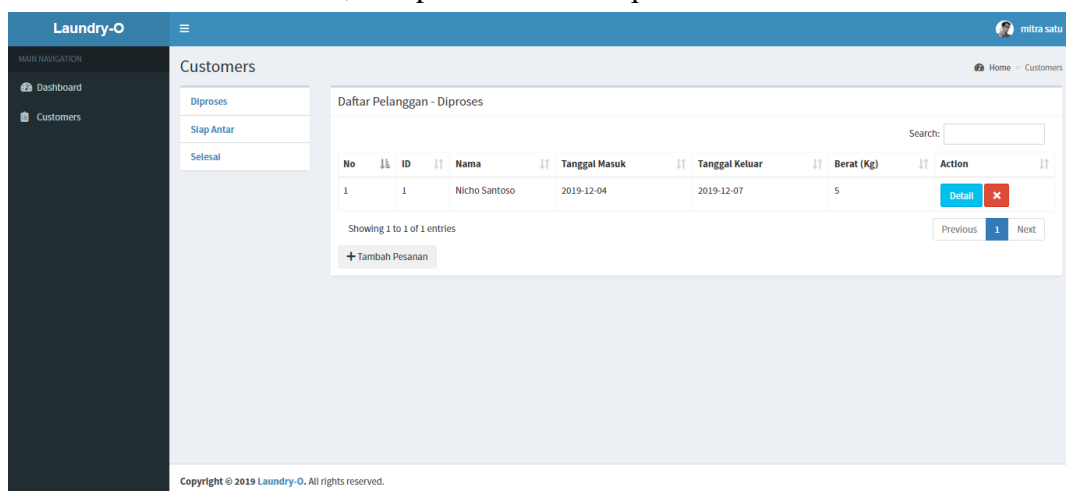 Laundry-O
mitra satu
MAIN NAVIGATION
Dashboard
Customers
Customers
Home > Customers
Diproses
Siap Antar
Selesai
Daftar Pelanggan - Diproses
Search:
No ID Nama Tanggal Masuk Tanggal Keluar Berat (Kg) Action
1 1 Nicho Santoso 2019-12-04 2019-12-07 5 Detail
Showing 1 to 1 of 1 entries
Previous 1 Next
Tambah Pesanan
Copyright © 2019 Laundry-O. All rights reserved.